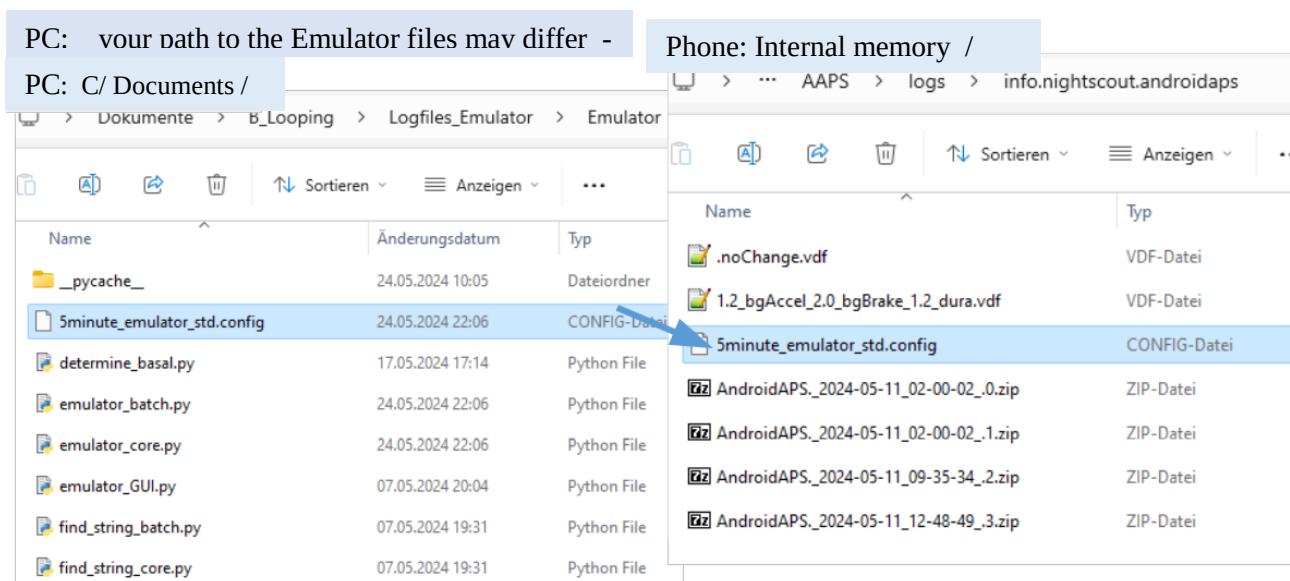 PC: your path to the Emulator files may differ -
PC: C/ Documents /
Dokumente > B_Looping > Logfiles_Emulator > Emulator
Sortieren Anzeigen ...
Name Änderungsdatum Typ
__pycache__ 24.05.2024 10:05 Dateiordner
5minute_emulator_std.config 24.05.2024 22:06 CONFIG-Datei
determine_basal.py 17.05.2024 17:14 Python File
emulator_batch.py 24.05.2024 22:06 Python File
emulator_core.py 24.05.2024 22:06 Python File
emulator_GUI.py 07.05.2024 20:04 Python File
find_string_batch.py 07.05.2024 19:31 Python File
find_string_core.py 07.05.2024 19:31 Python File
Phone: Internal memory /
... AAPS > logs > info.nightscout.androidaps
Sortieren Anzeigen
Name Typ
.noChange.vdf VDF-Datei
1.2_bgAccel_2.0_bgBrake_1.2_dura.vdf VDF-Datei
5minute_emulator_std.config CONFIG-Datei
AndroidAPS._2024-05-11_02-00-02_.0.zip ZIP-Datei
AndroidAPS._2024-05-11_02-00-02_.1.zip ZIP-Datei
AndroidAPS._2024-05-11_09-35-34_.2.zip ZIP-Datei
AndroidAPS._2024-05-11_12-48-49_.3.zip ZIP-Datei